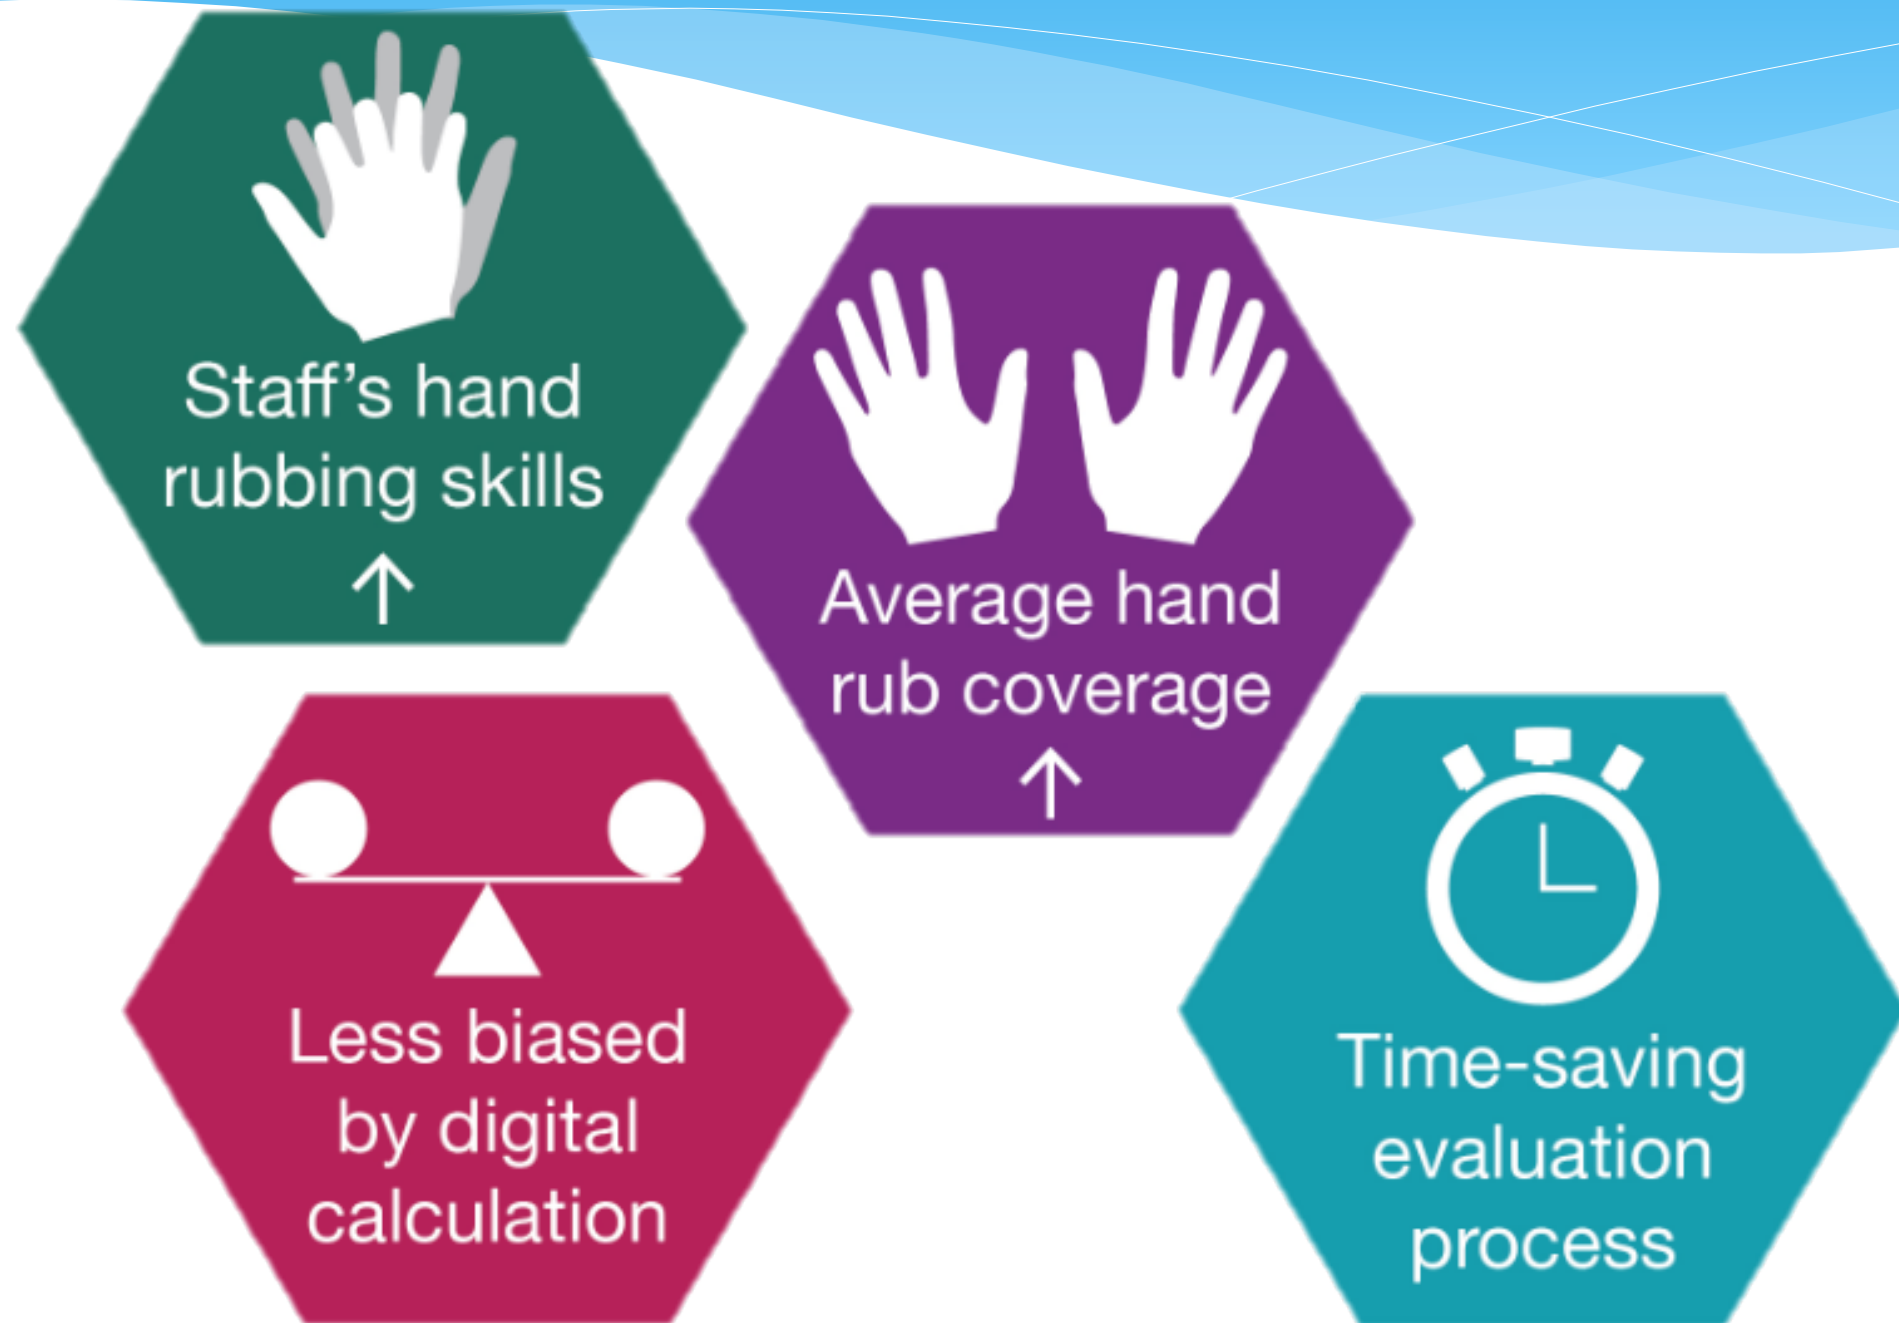 Staff's hand
rubbing skills
↑
Average hand
rub coverage
↑
Less biased
by digital
calculation
Time-saving
evaluation
process